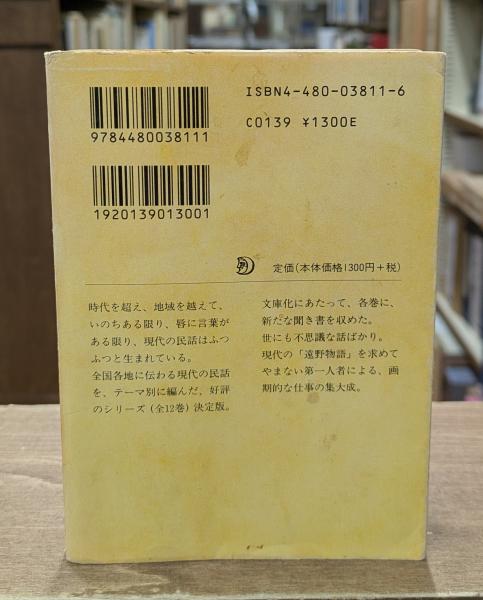 ISBN4-480-03811-6
9784480038111
C0139 ¥1300E
1920139013001
定価(本体価格1300円+税)
時代を超え、地域を越えて、
いのちある限り、唇に言葉が
ある限り、現代の民話はふつ
ふつと生まれている。
全国各地に伝わる現代の民話
を、テーマ別に編んだ、好評
のシリーズ(全12巻)決定版。
文庫化にあたって、各巻に、
新たな聞き書を収めた。
世にも不思議な話ばかり。
現代の「遠野物語」を求めて
やまない第一人者による、画
期的な仕事の集大成。